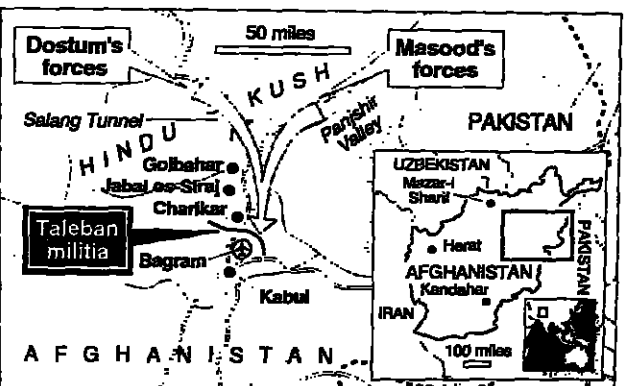 Dostum's
forces
50 miles
Masood's
forces
HINDU KUSH
Salang Tunnel
Panjshir
Valley
PAKISTAN
Golbahar
Jabal os-Siraj
Charikar
Taleban
militia
Bagram
Kabul
AFGHANISTAN
UZBEKISTAN
Mazar-i
Sharif
Herat
PAKISTAN
AFGHANISTAN
Kandahar
IRAN
100 miles